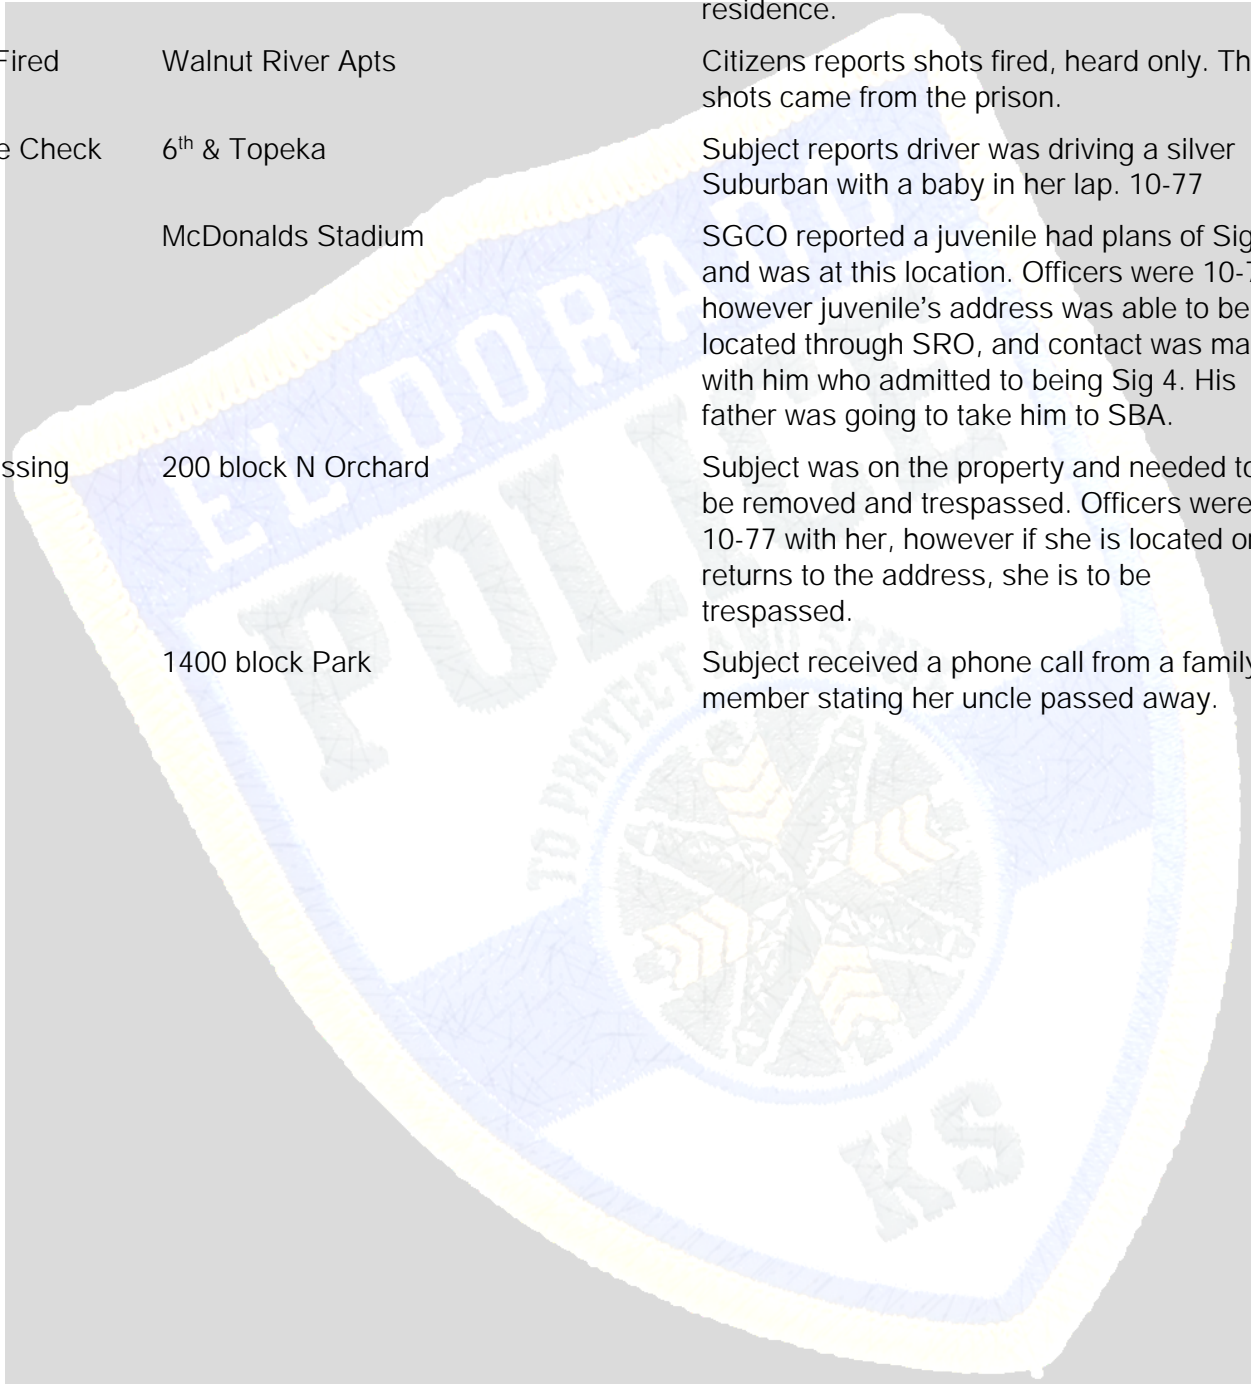 residence.
Fired Walnut River Apts Citizens reports shots fired, heard only. Th
shots came from the prison.
e Check 6th & Topeka Subject reports driver was driving a silver
Suburban with a baby in her lap. 10-77
McDonalds Stadium SGCO reported a juvenile had plans of Sig
and was at this location. Officers were 10-7
however juvenile's address was able to be
located through SRO, and contact was ma
with him who admitted to being Sig 4. His
father was going to take him to SBA.
ssing 200 block N Orchard Subject was on the property and needed to
be removed and trespassed. Officers were
10-77 with her, however if she is located or
returns to the address, she is to be
trespassed.
1400 block Park Subject received a phone call from a family
member stating her uncle passed away.
EL DORADO
POLICE
TO PROTECT AND SERVE
KS